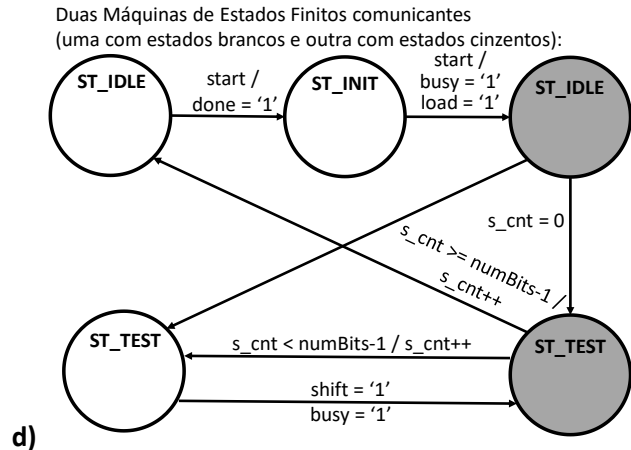 Duas Máquinas de Estados Finitos comunicantes
(uma com estados brancos e outra com estados cinzentos):
ST_IDLE
start /
done = ‘1’
ST_INIT
start /
busy = ‘1’
load = ‘1’
ST_IDLE
s_cnt = 0
s_cnt >= numBits-1 /
s_cnt++
ST_TEST
s_cnt < numBits-1 / s_cnt++
shift = ‘1’
busy = ‘1’
ST_TEST
d)